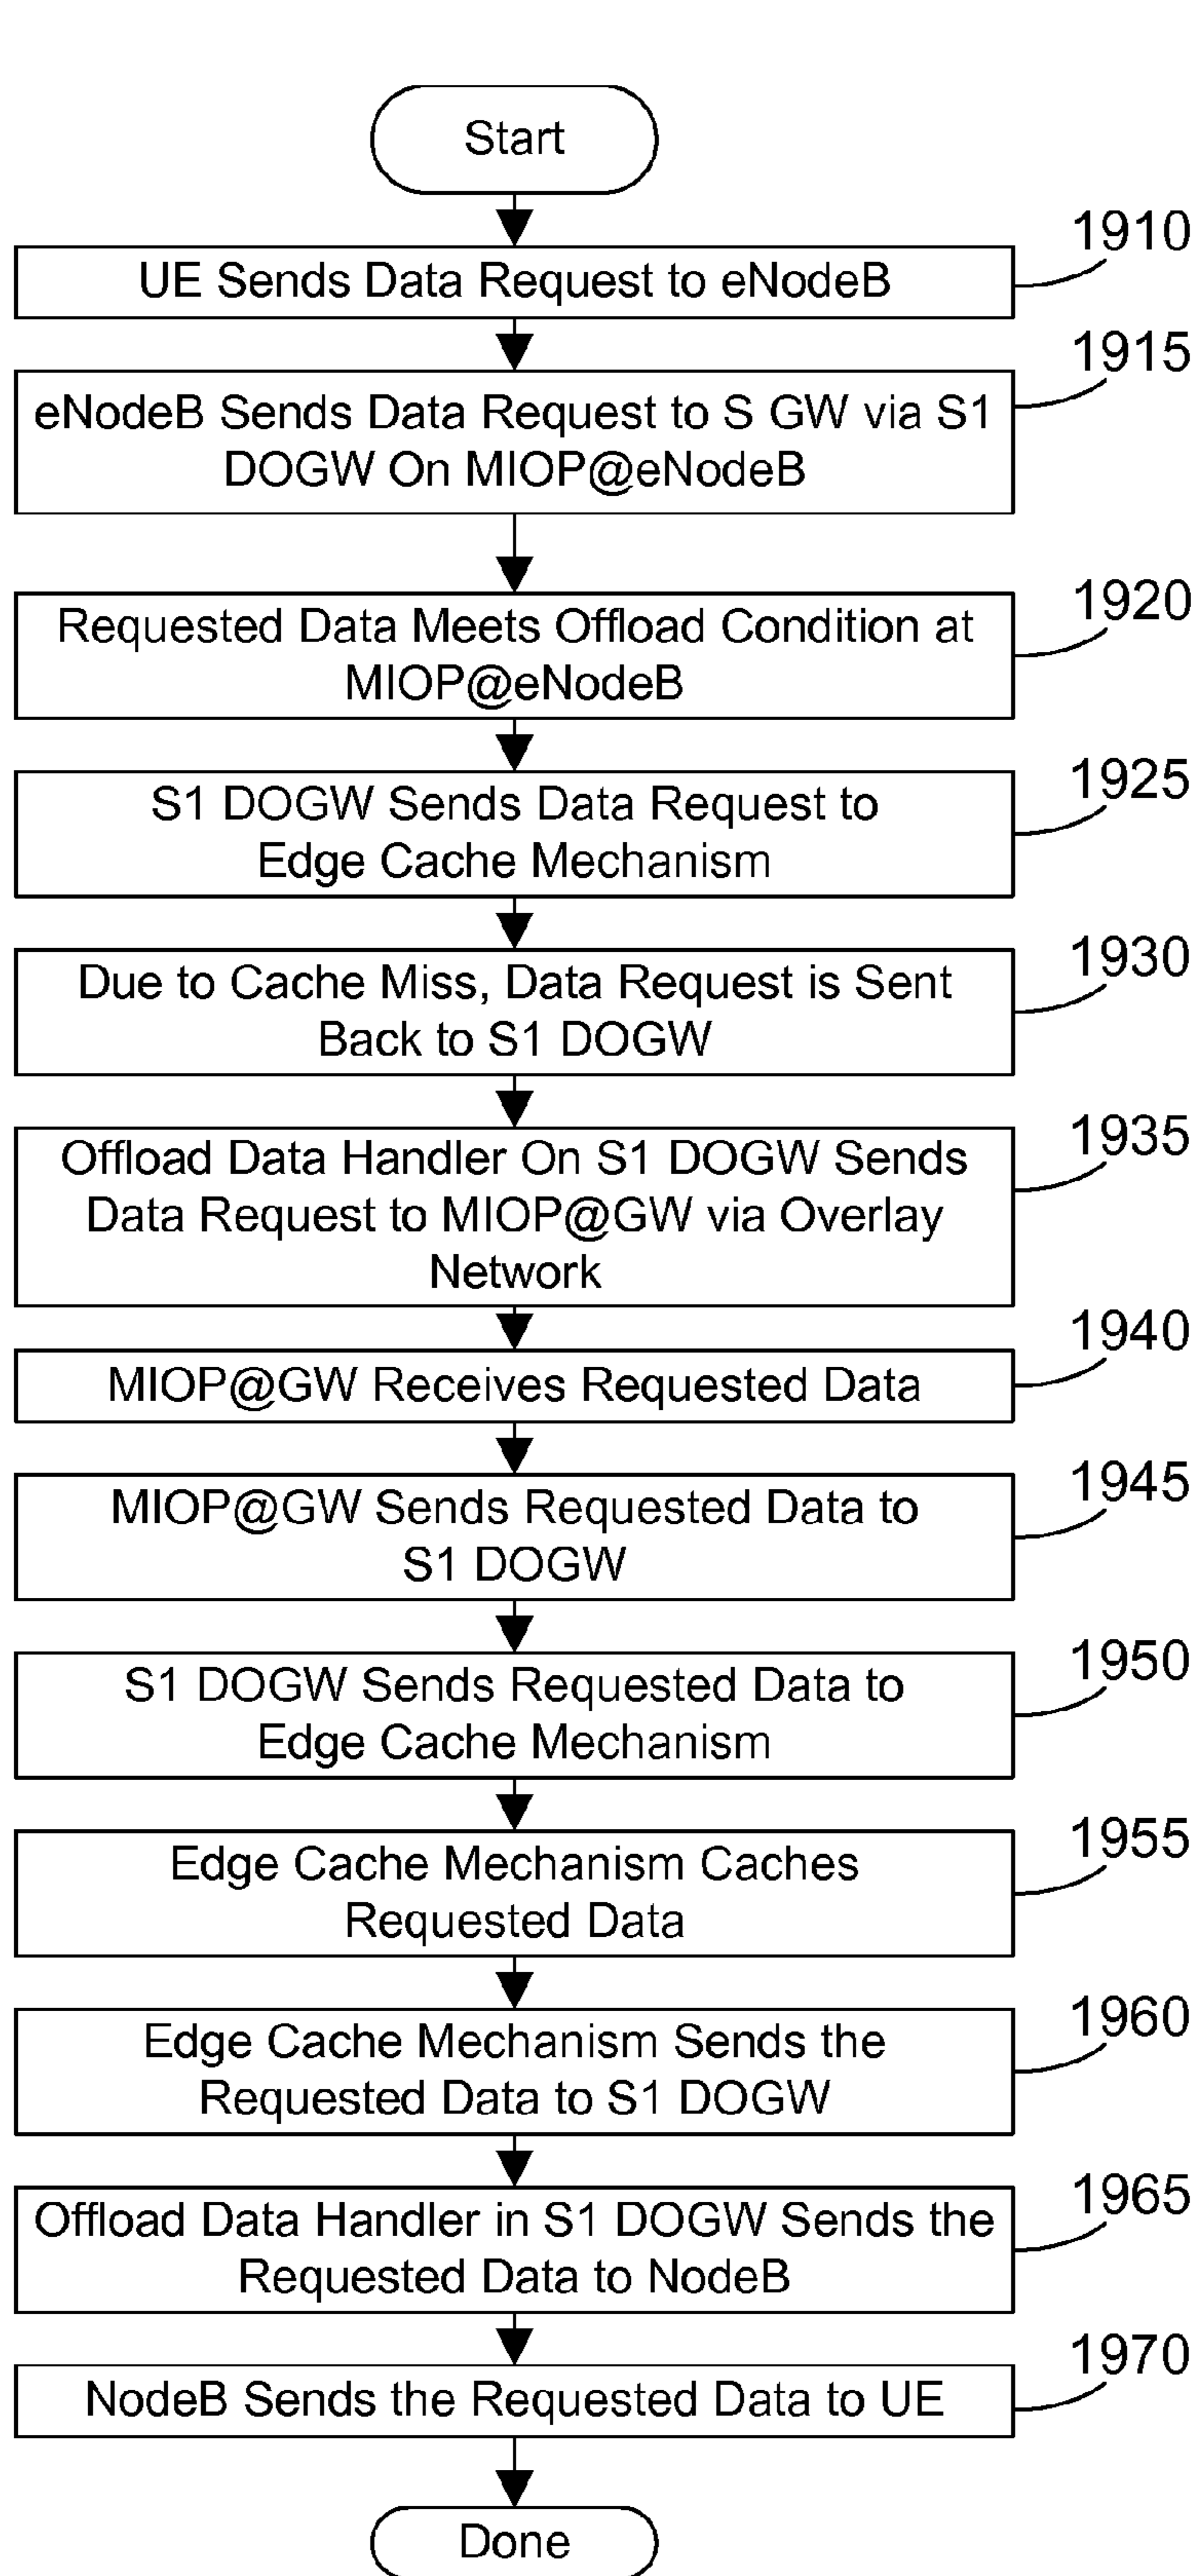 Start
1910
UE Sends Data Request to eNodeB
1915
eNodeB Sends Data Request to S GW via S1
DOGW On MIOP@eNodeB
1920
Requested Data Meets Offload Condition at
MIOP@eNodeB
1925
S1 DOGW Sends Data Request to
Edge Cache Mechanism
1930
Due to Cache Miss, Data Request is Sent
Back to S1 DOGW
1935
Offload Data Handler On S1 DOGW Sends
Data Request to MIOP@GW via Overlay
Network
1940
MIOP@GW Receives Requested Data
1945
MIOP@GW Sends Requested Data to
S1 DOGW
1950
S1 DOGW Sends Requested Data to
Edge Cache Mechanism
1955
Edge Cache Mechanism Caches
Requested Data
1960
Edge Cache Mechanism Sends the
Requested Data to S1 DOGW
1965
Offload Data Handler in S1 DOGW Sends the
Requested Data to NodeB
1970
NodeB Sends the Requested Data to UE
Done